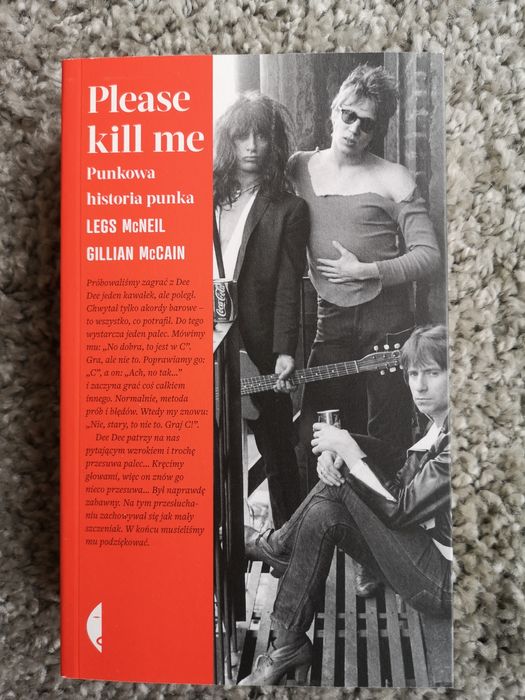 Please
kill me
Punkowa
historia punka
LEGS McNEIL
GILLIAN McCAIN
Próbowaliśmy zagrać z Dee
Dee jeden kawałek, ale poległ.
Chwytał tylko akordy barowe –
to wszystko, co potrafił. Do tego
wystarcza jeden palec. Mówimy
mu: „No dobra, to jest w C”.
Gra, ale nie to. Poprawiamy go:
„C”, a on: „Ach, no tak...”
i zaczyna grać coś całkiem
innego. Normalnie, metoda
prób i błędów. Wtedy my znowu:
„Nie, stary, to nie to. Graj C!”.
Dee Dee patrzy na nas
pytającym wzrokiem i trochę
przesuwa palec... Kręcimy
głowami, więc on znów go
nieco przesuwa... Był naprawdę
zabawny. Na tym przesłucha-
niu zachowywał się jak mały
szczeniak. W końcu musieliśmy
mu podziękować.
Coca-Cola